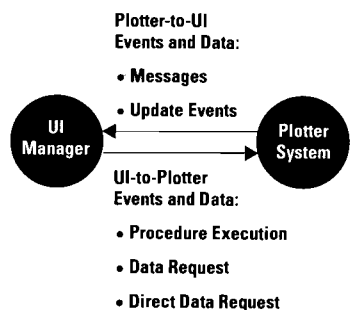 Plotter-to-UI
Events and Data:
• Messages
• Update Events
UI
Manager
Plotter
System
UI-to-Plotter
Events and Data:
• Procedure Execution
• Data Request
• Direct Data Request